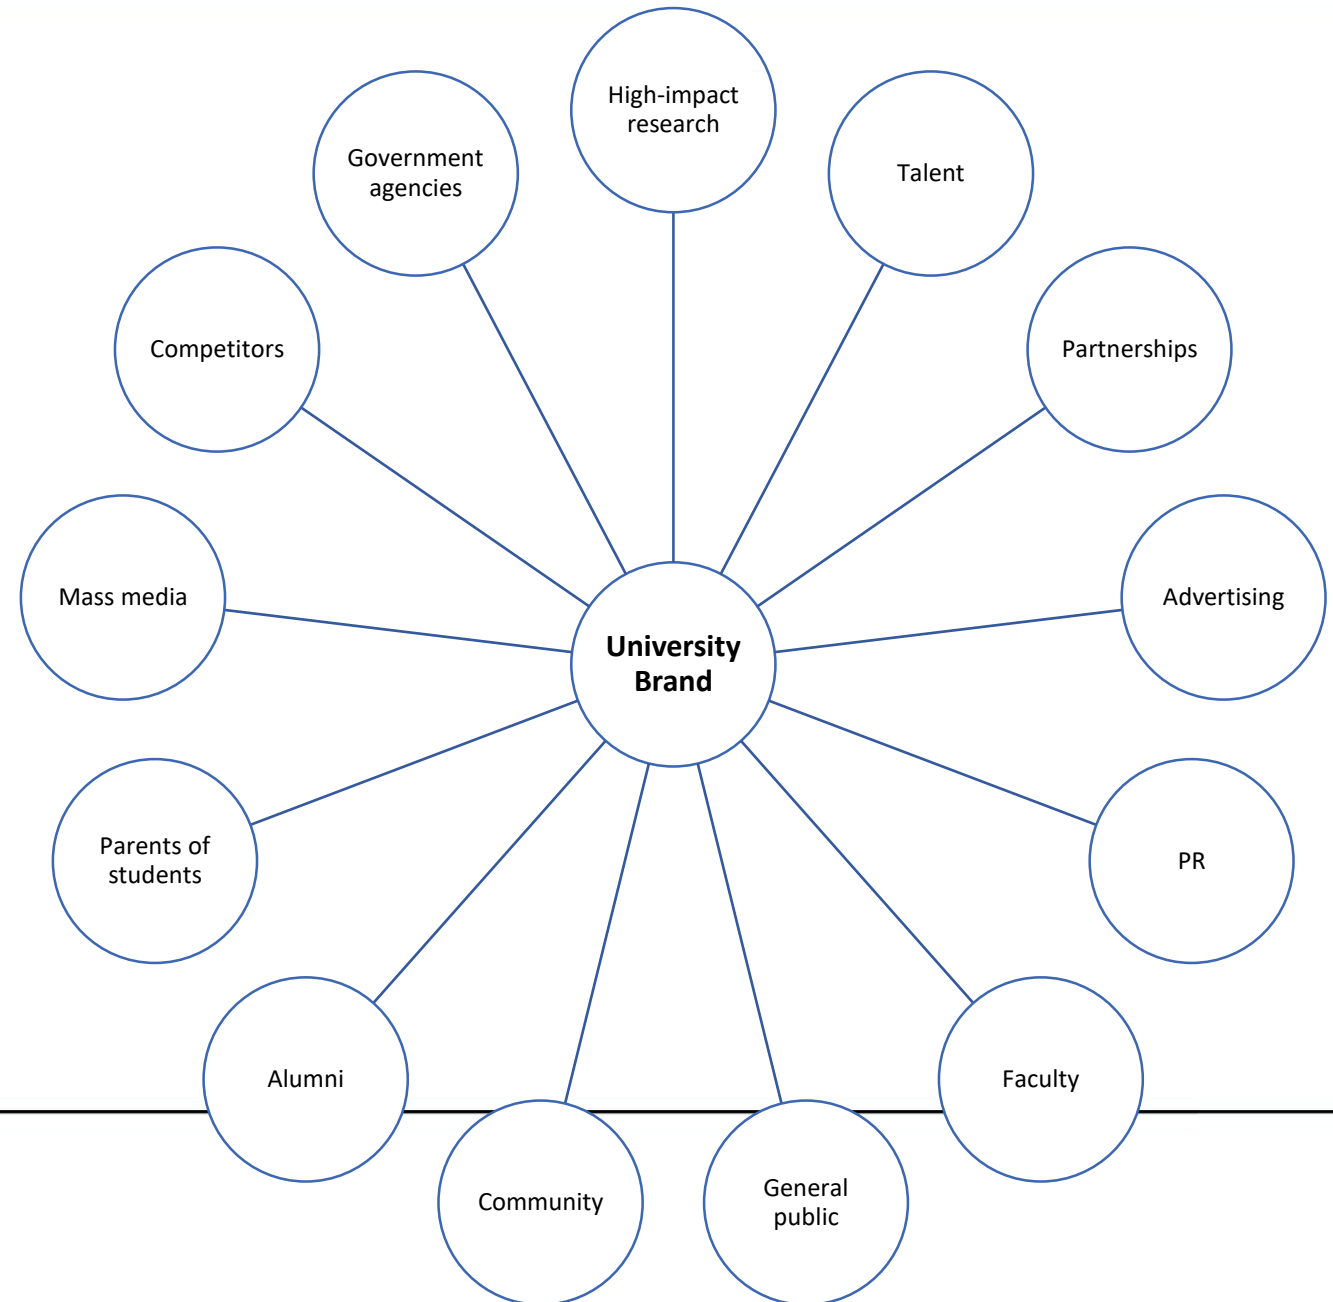 High-impact
research
Government
agencies
Talent
Competitors
Partnerships
Mass media
Advertising
University
Brand
Parents of
students
PR
Alumni
Faculty
Community
General
public